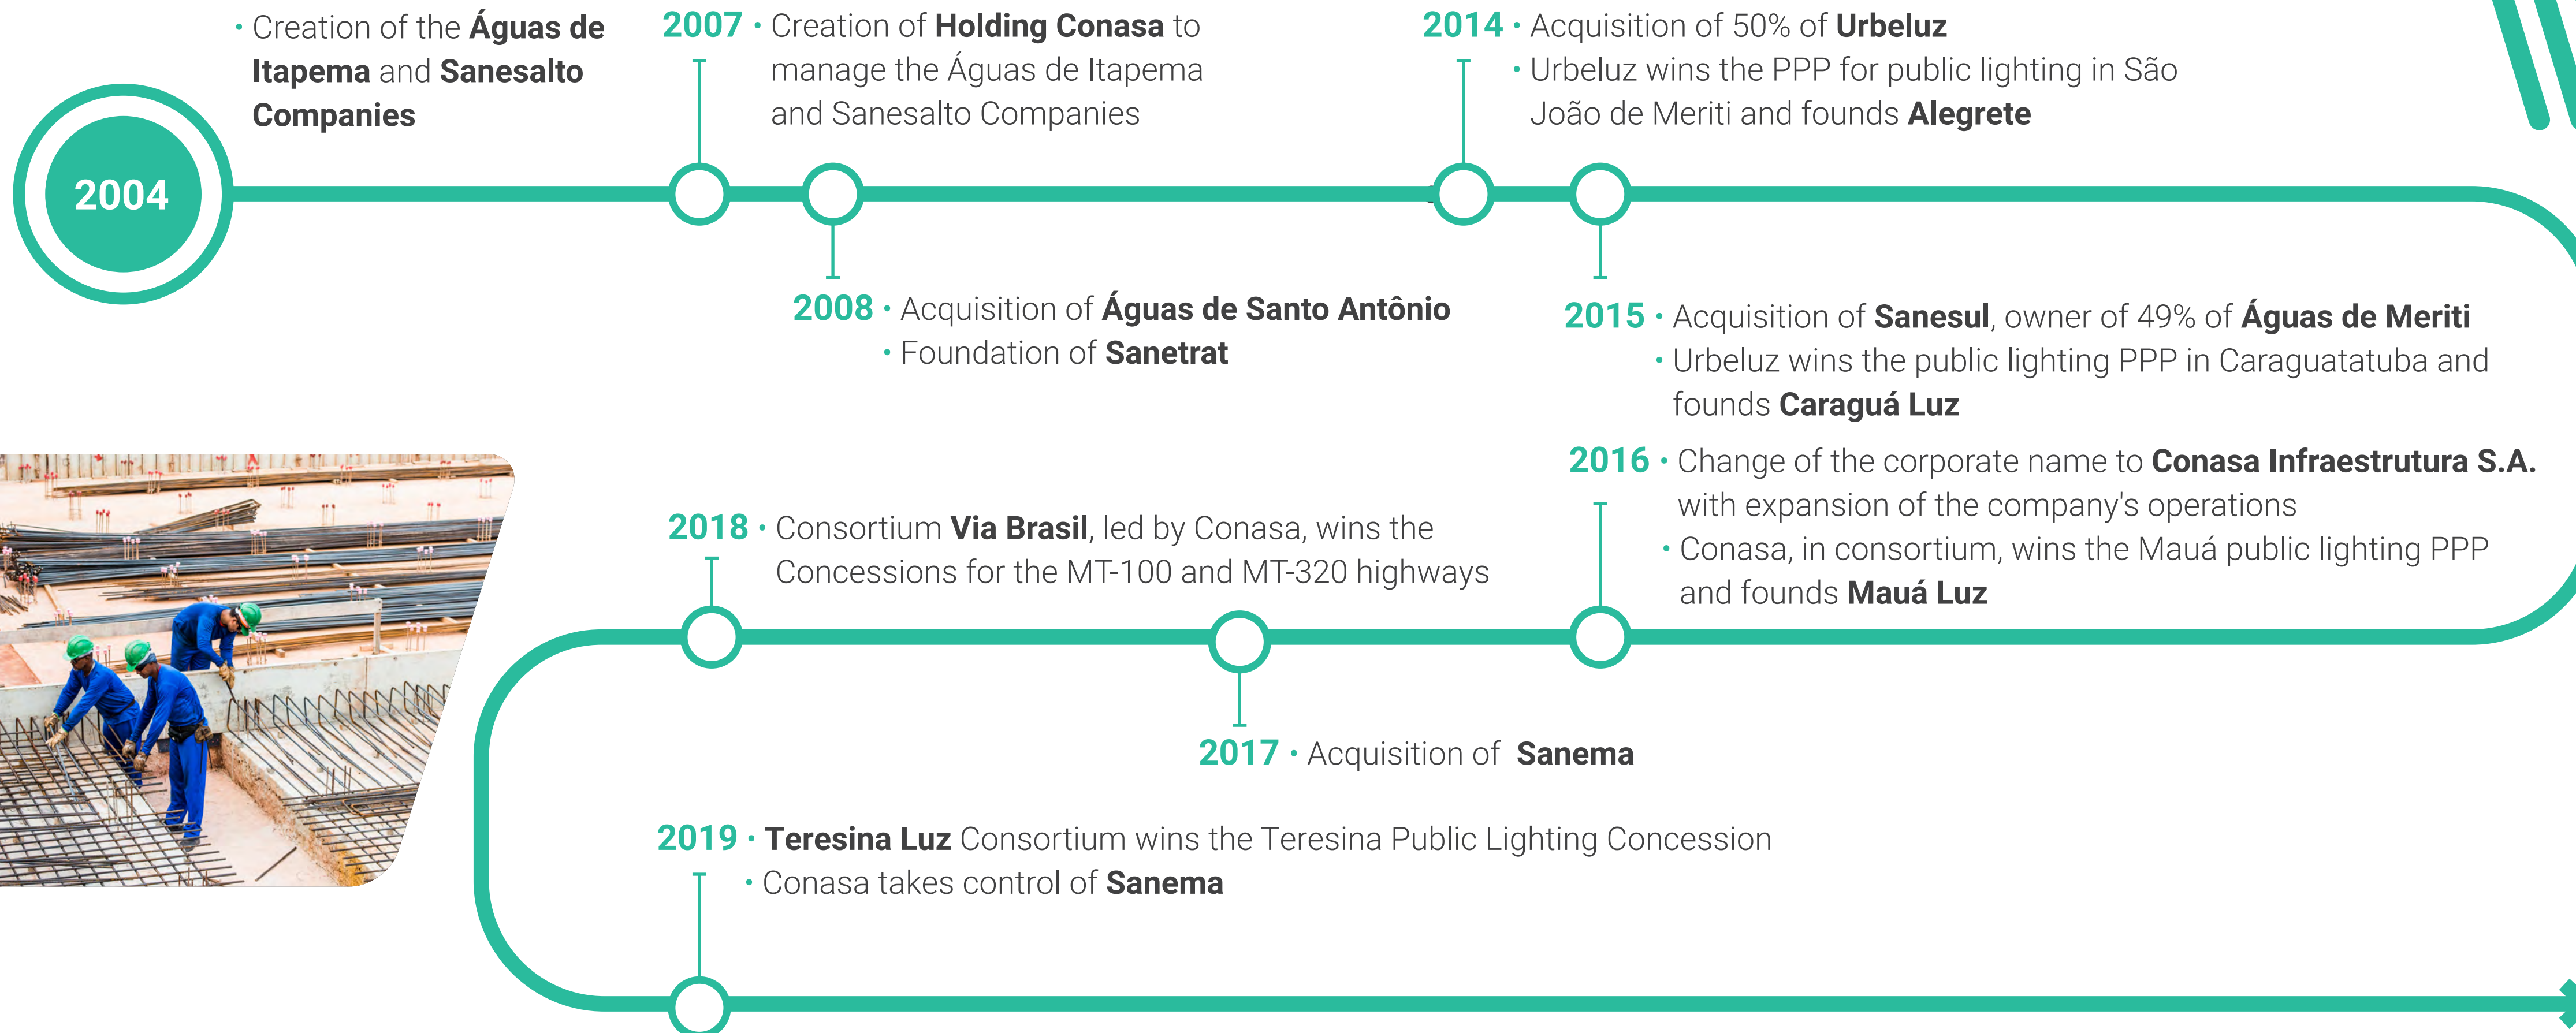 • Creation of the Águas de
Itapema and Sanesalto
Companies
2004
2007 • Creation of Holding Conasa to
manage the Águas de Itapema
and Sanesalto Companies
2008 • Acquisition of Águas de Santo Antônio
• Foundation of Sanetrat
2014 • Acquisition of 50% of Urbeluz
• Urbeluz wins the PPP for public lighting in São
João de Meriti and founds Alegrete
2015 • Acquisition of Sanesul, owner of 49% of Águas de Meriti
• Urbeluz wins the public lighting PPP in Caraguatatuba and
founds Caraguá Luz
2016 • Change of the corporate name to Conasa Infraestrutura S.A.
with expansion of the company's operations
• Conasa, in consortium, wins the Mauá public lighting PPP
and founds Mauá Luz
2017 • Acquisition of Sanema
2018 • Consortium Via Brasil, led by Conasa, wins the
Concessions for the MT-100 and MT-320 highways
2019 • Teresina Luz Consortium wins the Teresina Public Lighting Concession
• Conasa takes control of Sanema